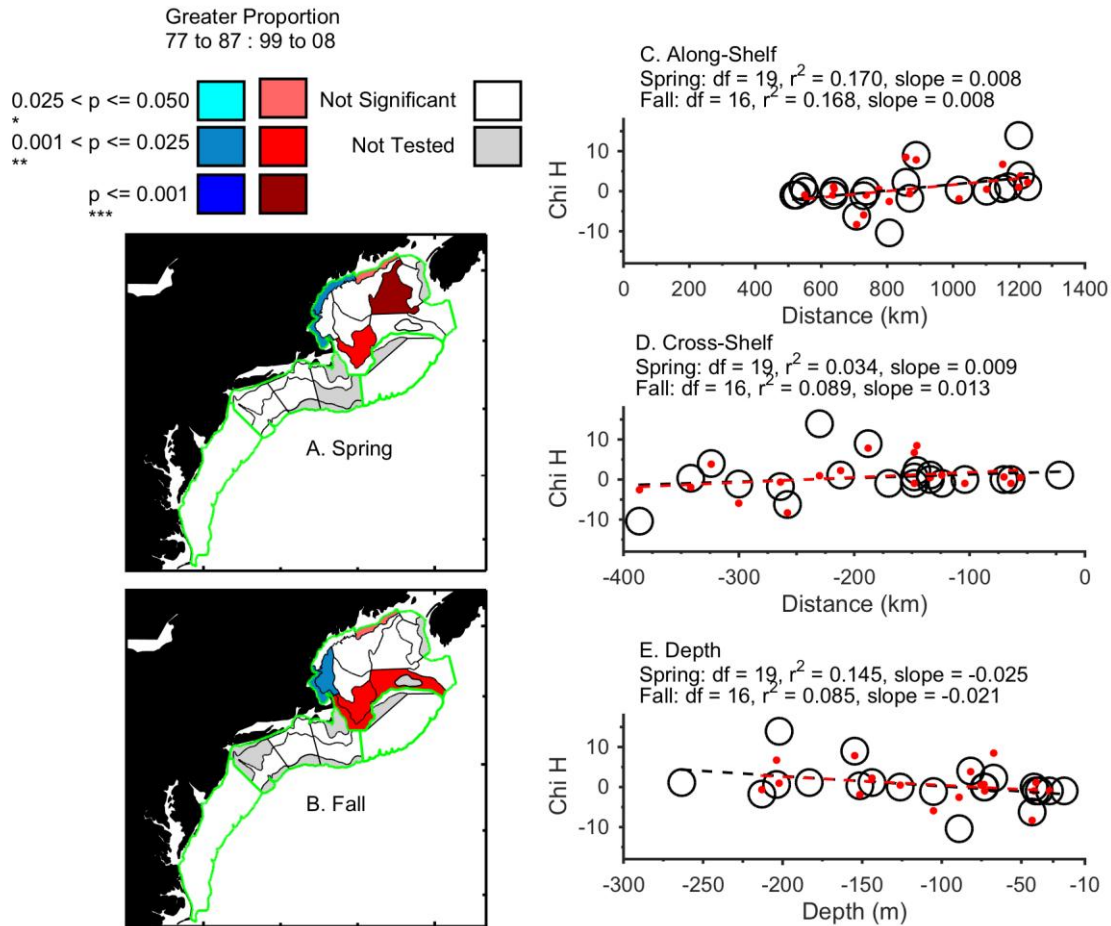 Greater Proportion
77 to 87 : 99 to 08
0.025 < p <= 0.050
*
0.001 < p <= 0.025
**
p <= 0.001
***
Not Significant
Not Tested
A. Spring
B. Fall
C. Along-Shelf
Spring: df = 19, r² = 0.170, slope = 0.008
Fall: df = 16, r² = 0.168, slope = 0.008
Chi H
10
0
-10
0 200 400 600 800 1000 1200 1400
Distance (km)
D. Cross-Shelf
Spring: df = 19, r² = 0.034, slope = 0.009
Fall: df = 16, r² = 0.089, slope = 0.013
Chi H
10
0
-10
-400 -300 -200 -100 0
Distance (km)
E. Depth
Spring: df = 19, r² = 0.145, slope = -0.025
Fall: df = 16, r² = 0.085, slope = -0.021
Chi H
10
0
-10
-300 -250 -200 -150 -100 -50 -10
Depth (m)